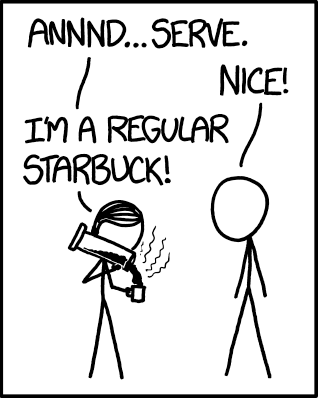 ANNND...SERVE.
NICE!
I'M A REGULAR
STARBUCK!